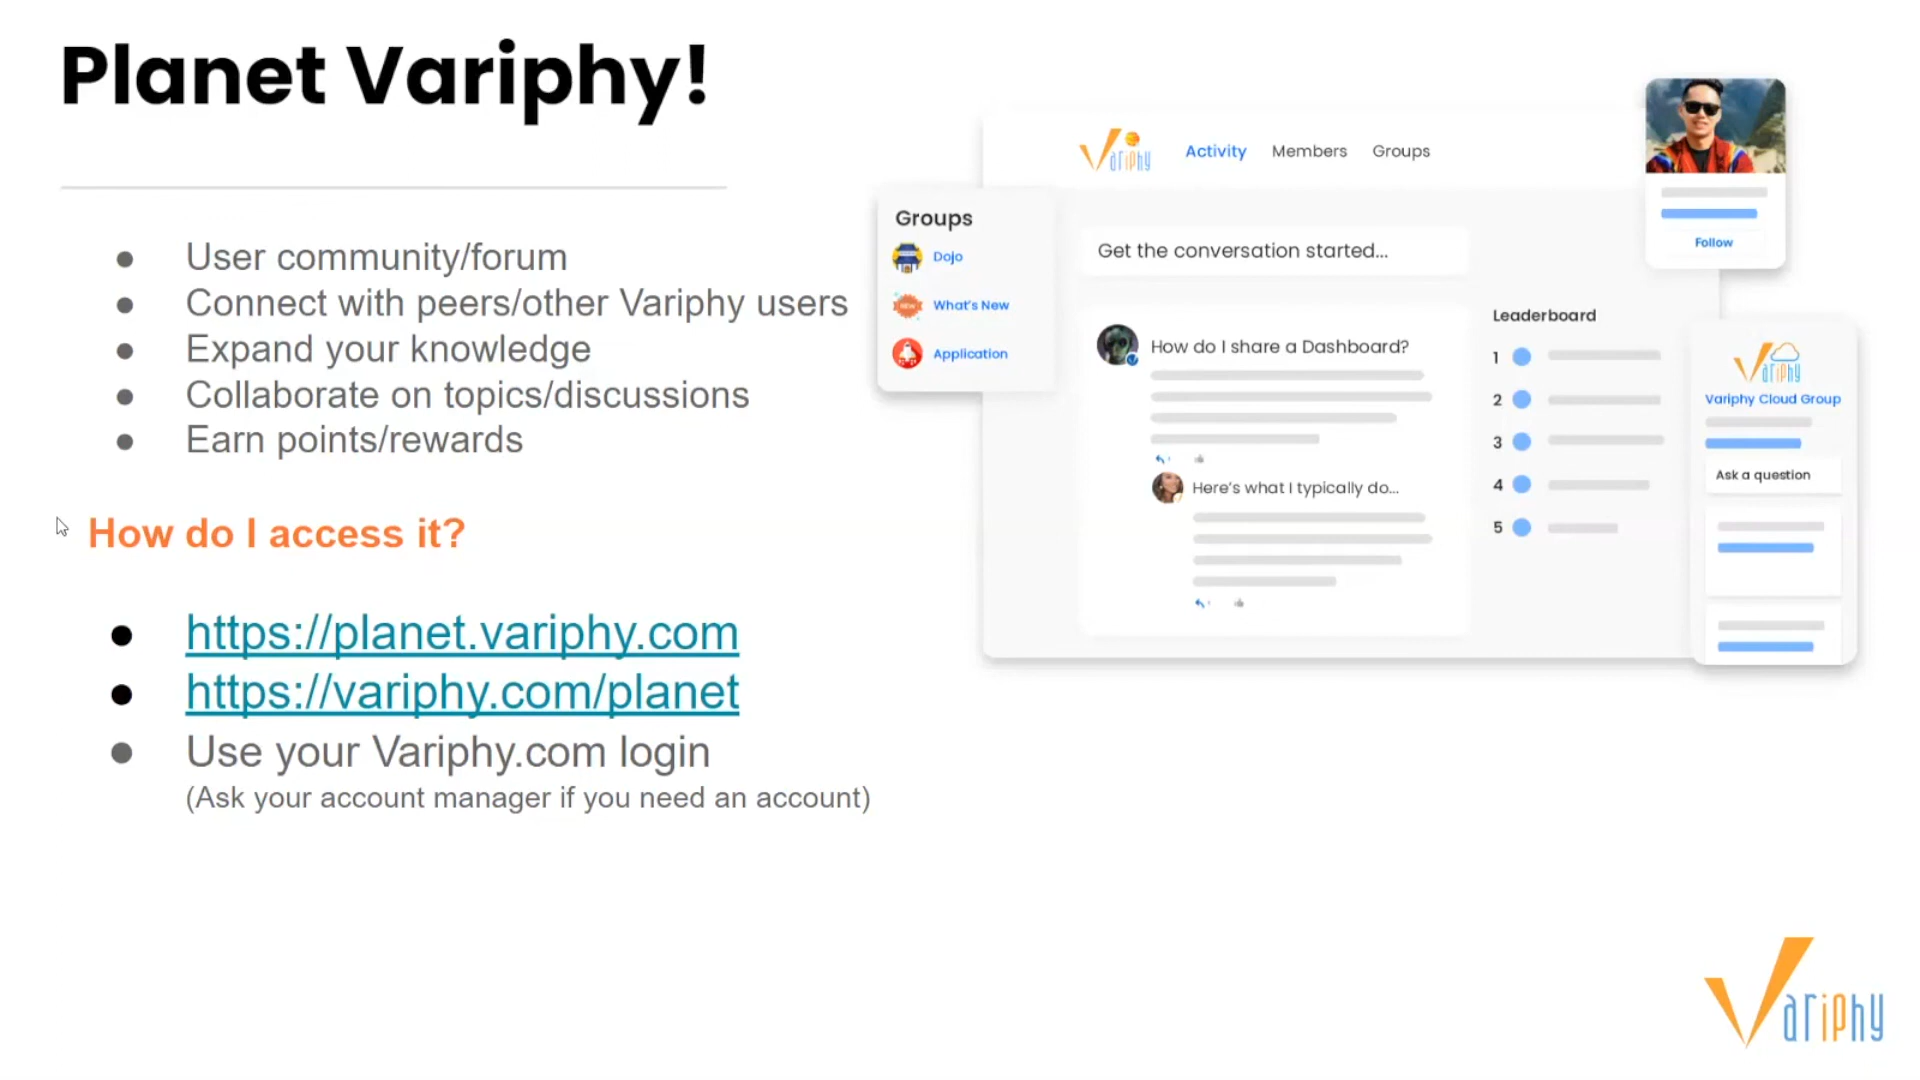 Planet Variphy!
User community/forum
Connect with peers/other Variphy users
Expand your knowledge
Collaborate on topics/discussions
Earn points/rewards
How do I access it?
https://planet.variphy.com
https://variphy.com/planet
Use your Variphy.com login
(Ask your account manager if you need an account)
Variphy
Activity
Members
Groups
Follow
Groups
Dojo
NEW
What's New
Application
Get the conversation started...
How do I share a Dashboard?
Here's what I typically do...
Leaderboard
1
2
3
4
5
Variphy
Variphy Cloud Group
Ask a question
Variphy